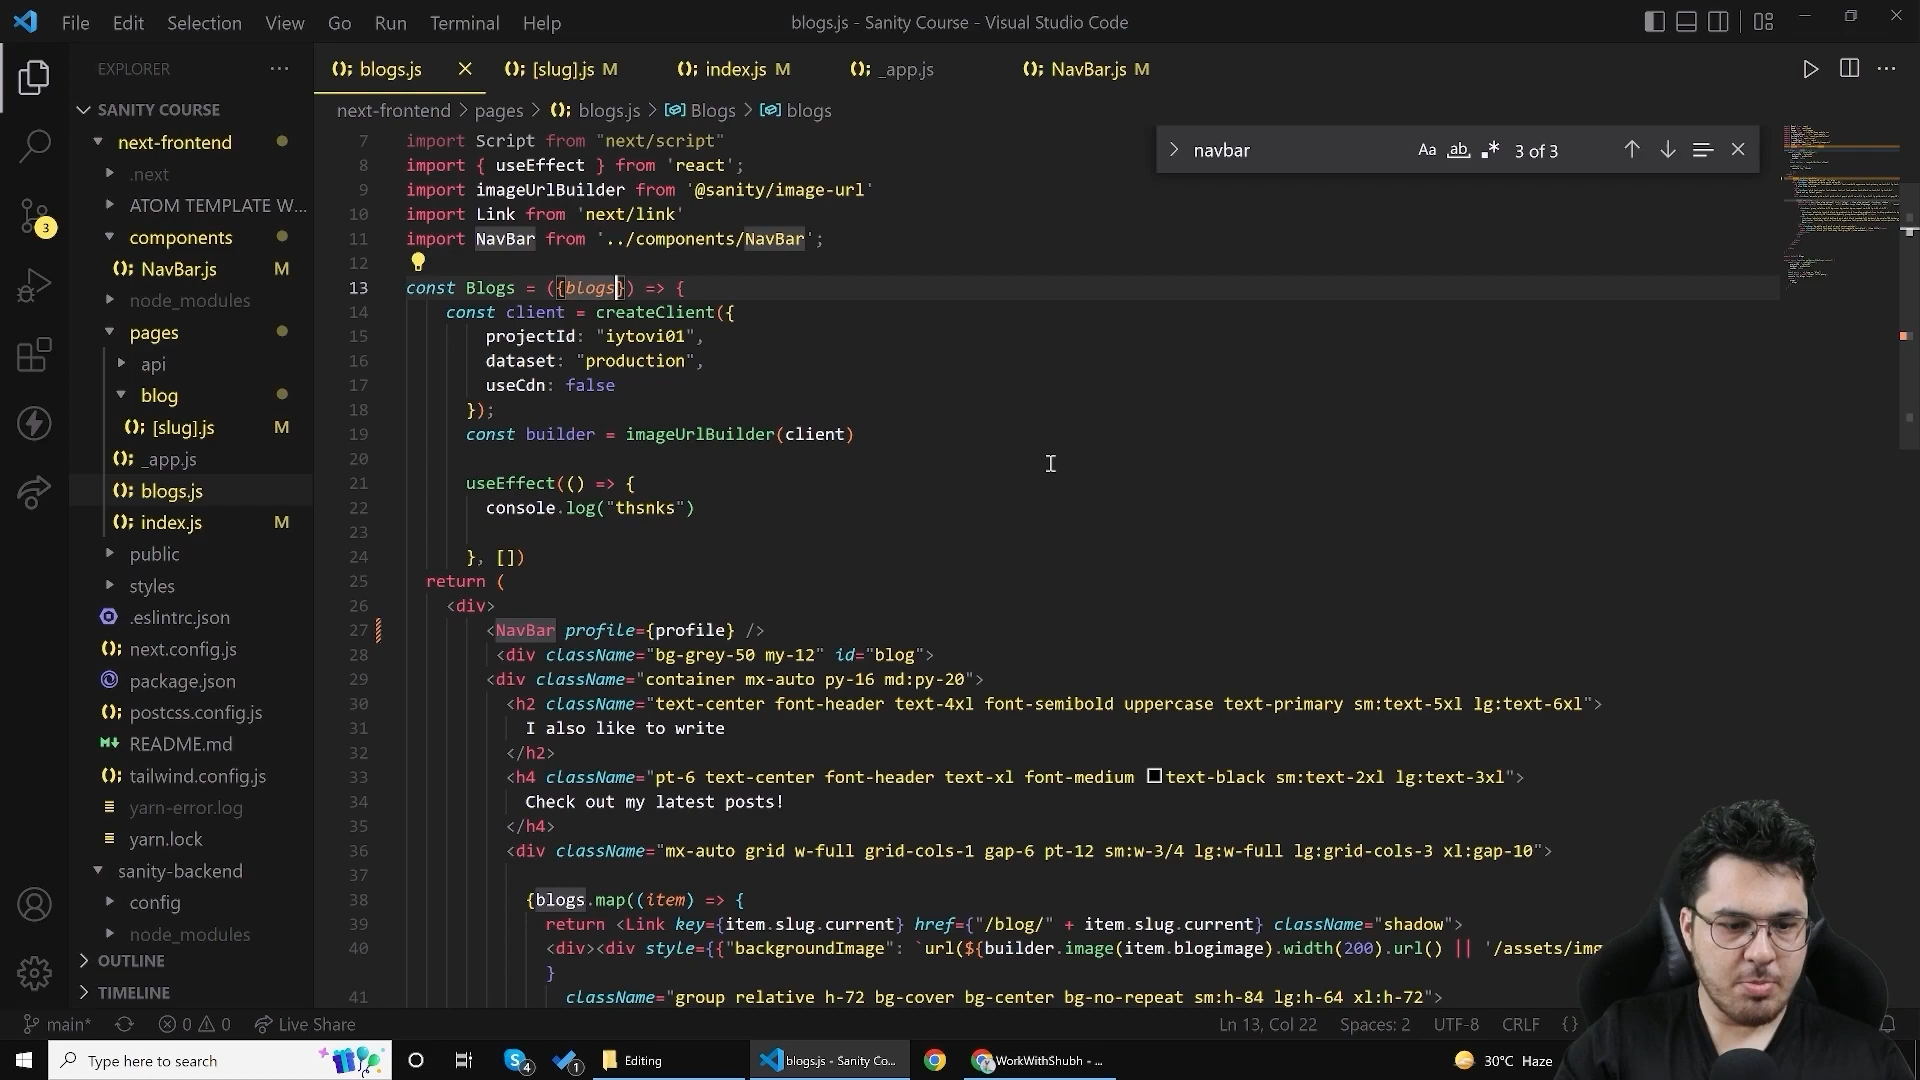 File Edit Selection View Go Run Terminal Help
blogs.js - Sanity Course - Visual Studio Code
EXPLORER
SANITY COURSE
next-frontend
.next
ATOM TEMPLATE W...
components
NavBar.js M
node_modules
pages
api
blog
[slug].js M
_app.js
blogs.js
index.js M
public
styles
.eslintrc.json
next.config.js
package.json
postcss.config.js
README.md
tailwind.config.js
yarn-error.log
yarn.lock
sanity-backend
config
node_modules
OUTLINE
TIMELINE
3
blogs.js [slug].js M index.js M _app.js NavBar.js M
next-frontend > pages > blogs.js > Blogs > blogs
navbar Aa ab 3 of 3
7 import Script from "next/script"
8 import { useEffect } from 'react';
9 import imageUrlBuilder from '@sanity/image-url'
10 import Link from 'next/link'
11 import NavBar from '../components/NavBar';
12
13 const Blogs = ({blogs}) => {
14 const client = createClient({
15 projectId: "iytovi01",
16 dataset: "production",
17 useCdn: false
18 });
19 const builder = imageUrlBuilder(client)
20
21 useEffect(() => {
22 console.log("thsnks")
23
24 }, [])
25 return (
26 <div>
27 <NavBar profile={profile} />
28 <div className="bg-grey-50 my-12" id="blog">
29 <div className="container mx-auto py-16 md:py-20">
30 <h2 className="text-center font-header text-4xl font-semibold uppercase text-primary sm:text-5xl lg:text-6xl">
31 I also like to write
32 </h2>
33 <h4 className="pt-6 text-center font-header text-xl font-medium text-black sm:text-2xl lg:text-3xl">
34 Check out my latest posts!
35 </h4>
36 <div className="mx-auto grid w-full grid-cols-1 gap-6 pt-12 sm:w-3/4 lg:w-full lg:grid-cols-3 xl:gap-10">
37
38 {blogs.map((item) => {
39 return <Link key={item.slug.current} href={"/blog/" + item.slug.current} className="shadow">
40 <div><div style={{"backgroundImage": `url(${builder.image(item.blogimage).width(200).url() || '/assets/img
}
41 className="group relative h-72 bg-cover bg-center bg-no-repeat sm:h-84 lg:h-64 xl:h-72">
main* 0 0 Live Share
Ln 13, Col 22 Spaces: 2 UTF-8 CRLF {}
Type here to search 4 1 Editing blogs.js - Sanity Co... WorkWithShubh - ... 30°C Haze